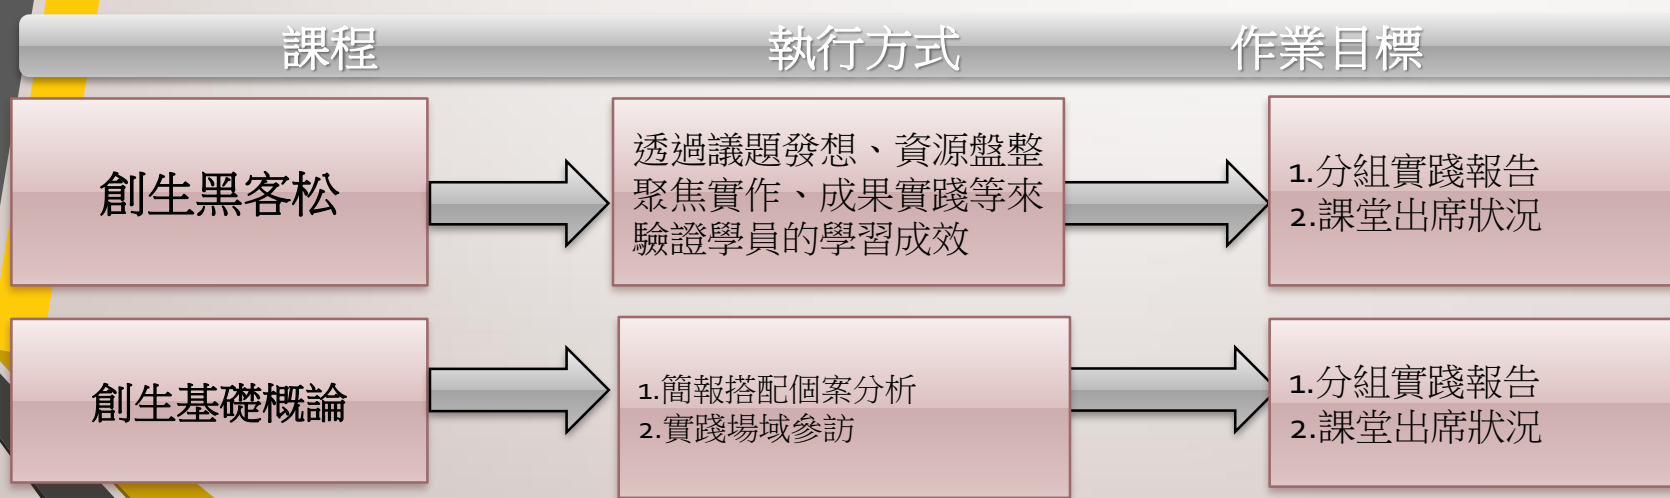 課程 執行方式 作業目標
創生黑客松
透過議題發想、資源盤整
聚焦實作、成果實踐等來
驗證學員的學習成效
1.分組實踐報告
2.課堂出席狀況
創生基礎概論
1.簡報搭配個案分析
2.實踐場域參訪
1.分組實踐報告
2.課堂出席狀況